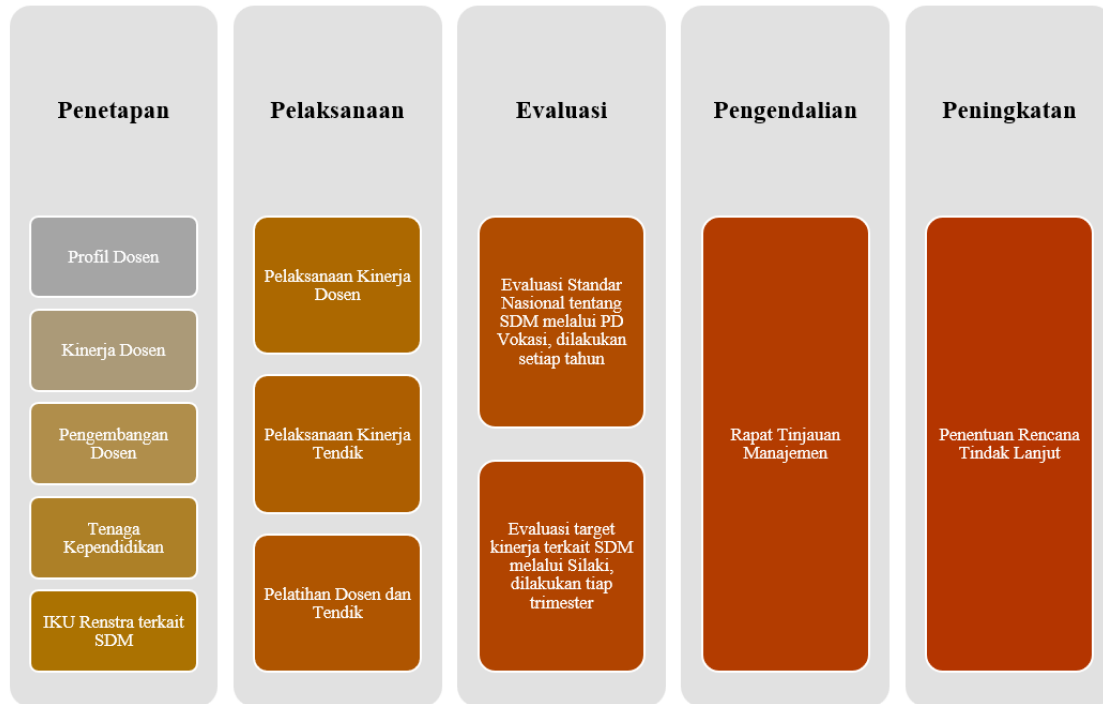 Penetapan
Profil Dosen
Kinerja Dosen
Pengembangan
Dosen
Tenaga
Kependidikan
IKU Renstra terkait
SDM
Pelaksanaan
Pelaksanaan Kinerja
Dosen
Pelaksanaan Kinerja
Tendik
Pelatihan Dosen dan
Tendik
Evaluasi
Evaluasi Standar
Nasional tentang
SDM melalui PD
Vokasi, dilakukan
setiap tahun
Evaluasi target
kinerja terkait SDM
melalui Silaki,
dilakukan tiap
trimester
Pengendalian
Rapat Tinjauan
Manajemen
Peningkatan
Penentuan Rencana
Tindak Lanjut